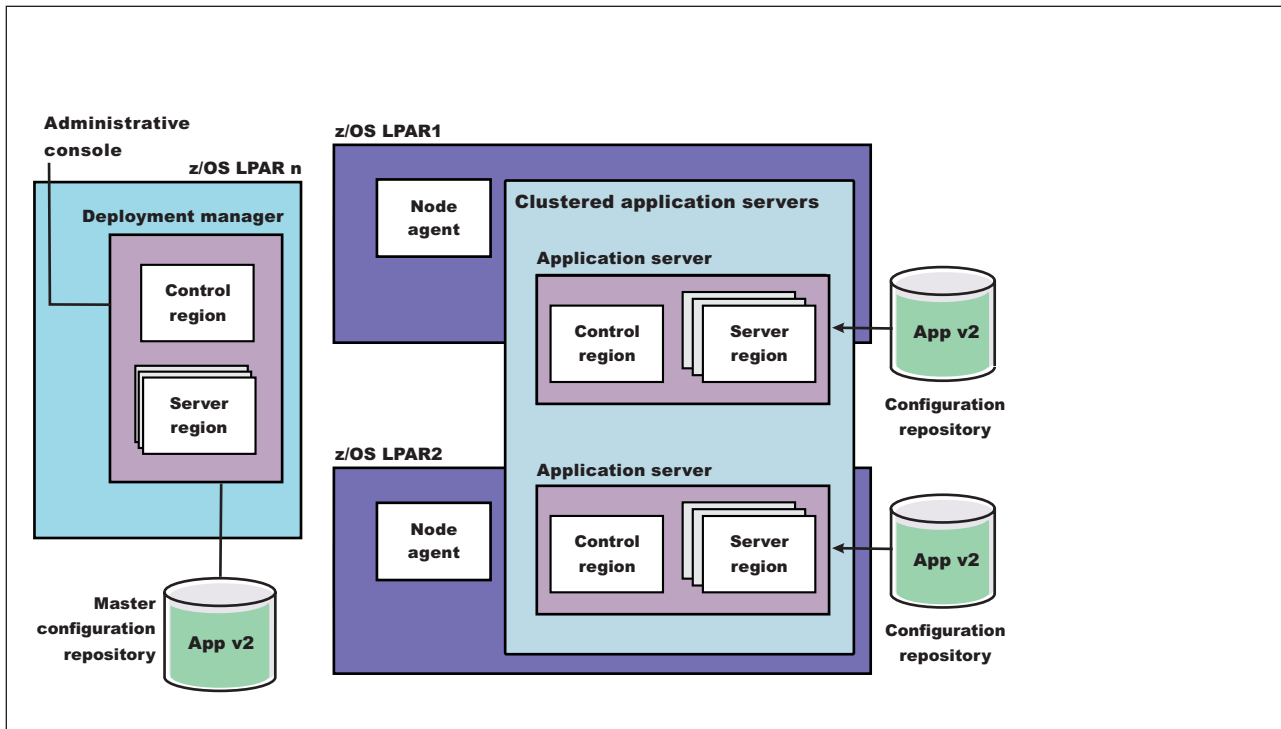 Administrative
console
z/OS LPAR n
Deployment manager
Control
region
Server
region
Master
configuration
repository
App v2
z/OS LPAR1
Node
agent
Clustered application servers
Application server
Control
region
Server
region
App v2
Configuration
repository
z/OS LPAR2
Node
agent
Application server
Control
region
Server
region
App v2
Configuration
repository